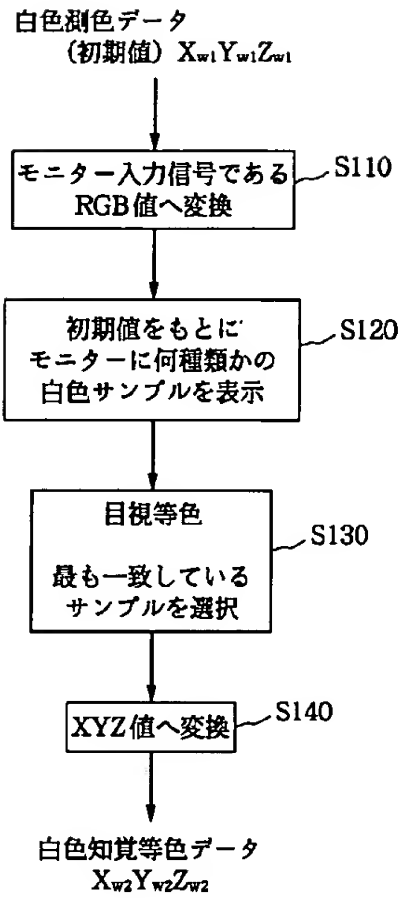 白色測色データ
(初期値) Xw1Yw1Zw1
モニター入力信号である
RGB値へ変換
S110
初期値をもとに
モニターに何種類かの
白色サンプルを表示
S120
目視等色
最も一致している
サンプルを選択
S130
XYZ値へ変換
S140
白色知覚等色データ
Xw2Yw2Zw2